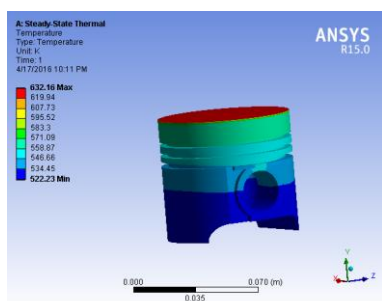 A: Steady-State Thermal
Temperature
Type: Temperature
Unit: K
Time: 1
4/17/2016 10:11 PM
ANSYS
R15.0
632.16 Max
619.94
607.73
595.52
583.3
571.09
558.87
546.66
534.45
522.23 Min
0.000
0.070 (m)
0.035
Y
X
Z